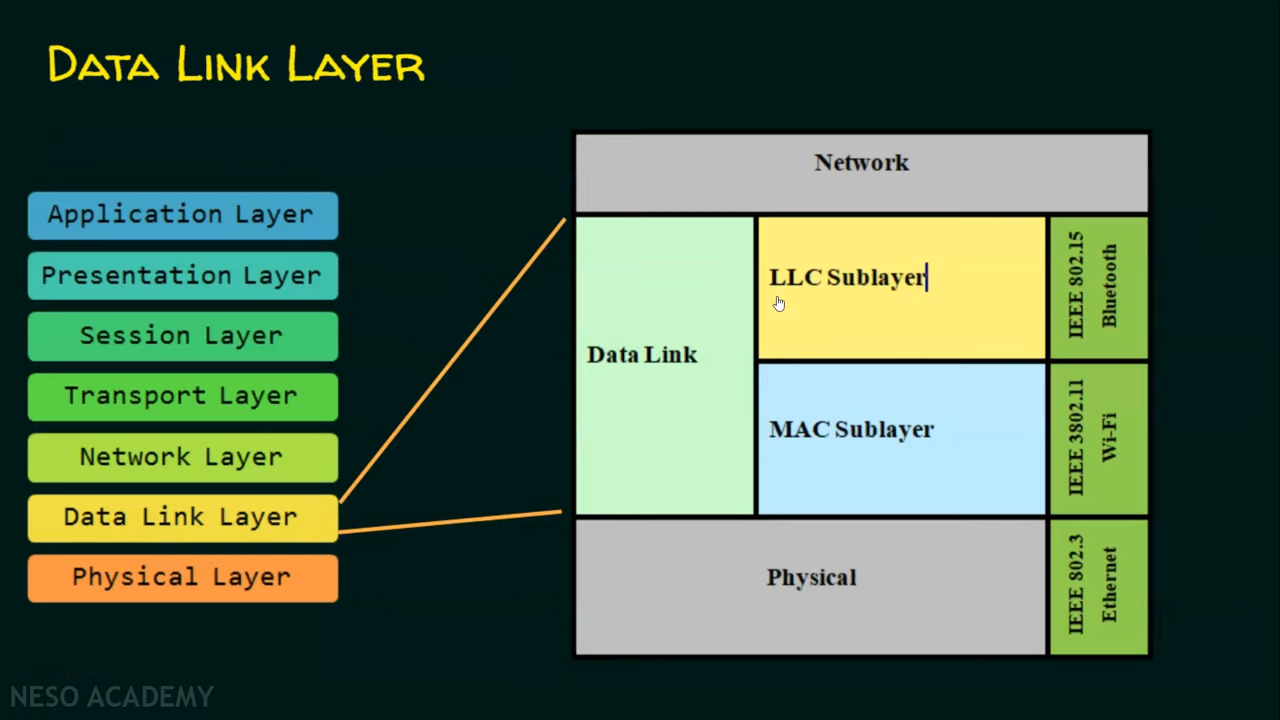 DATA LINK LAYER
Application Layer
Presentation Layer
Session Layer
Transport Layer
Network Layer
Data Link Layer
Physical Layer
Network
Data Link
LLC Sublayer
MAC Sublayer
Physical
IEEE 802.15
Bluetooth
IEEE 3802.11
Wi-Fi
IEEE 802.3
Ethernet
NESO ACADEMY